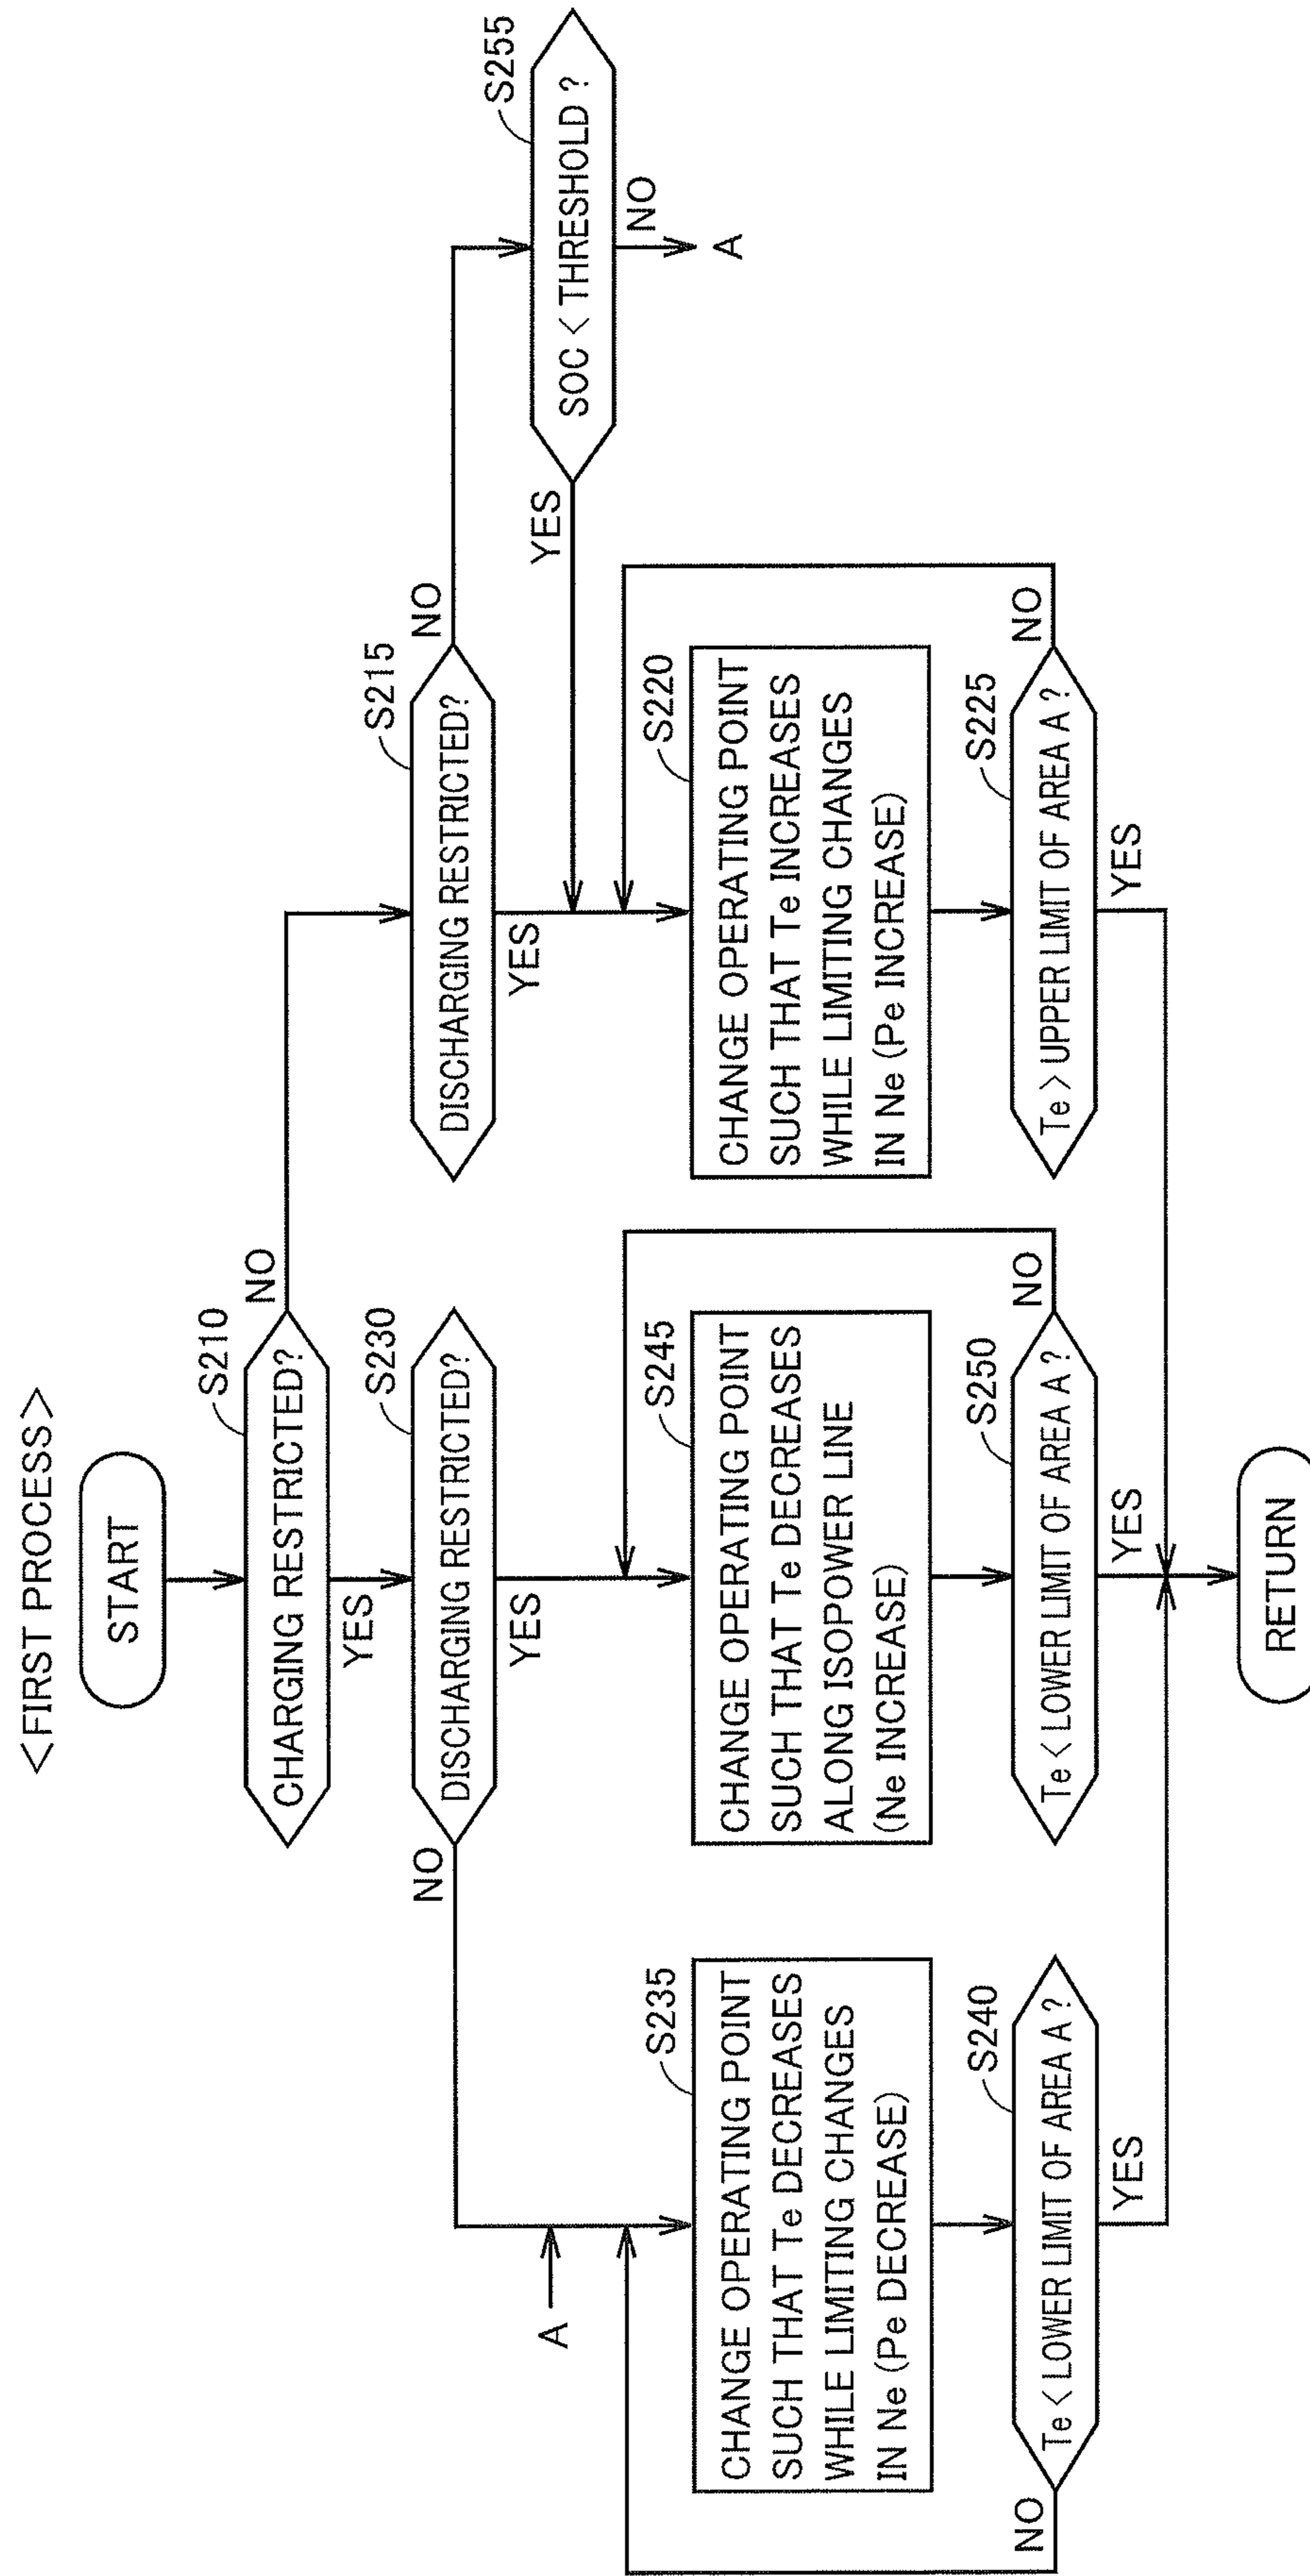 <FIRST PROCESS>
START
S210
CHARGING RESTRICTED?
NO
YES
S230
DISCHARGING RESTRICTED?
NO
YES
S215
DISCHARGING RESTRICTED?
NO
YES
S255
SOC < THRESHOLD ?
YES
NO
A
A
S235
CHANGE OPERATING POINT
SUCH THAT Te DECREASES
WHILE LIMITING CHANGES
IN Ne (Pe DECREASE)
S245
CHANGE OPERATING POINT
SUCH THAT Te DECREASES
ALONG ISOPOWER LINE
(Ne INCREASE)
S220
CHANGE OPERATING POINT
SUCH THAT Te INCREASES
WHILE LIMITING CHANGES
IN Ne (Pe INCREASE)
S240
Te < LOWER LIMIT OF AREA A ?
NO
YES
S250
Te < LOWER LIMIT OF AREA A ?
NO
YES
S225
Te > UPPER LIMIT OF AREA A ?
NO
YES
RETURN